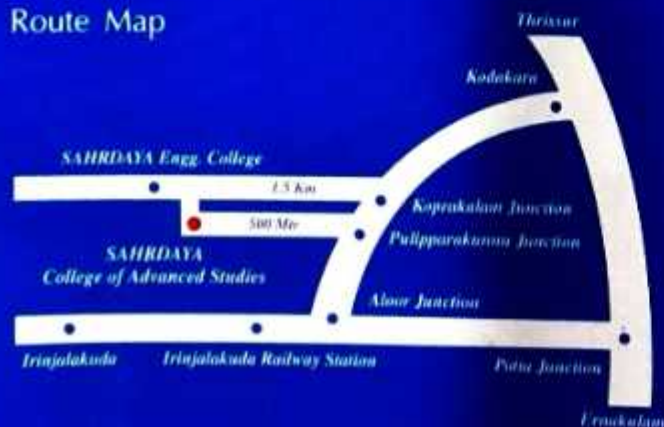 Route Map
Thrissur
Kodakara
SAHRDAYA Engg. College
1.5 Km
Koprakalam Junction
500 Mtr
Pulipparakunnu Junction
SAHRDAYA
College of Advanced Studies
Aloor Junction
Irinjalakuda
Irinjalakuda Railway Station
Junction
Ernakulam